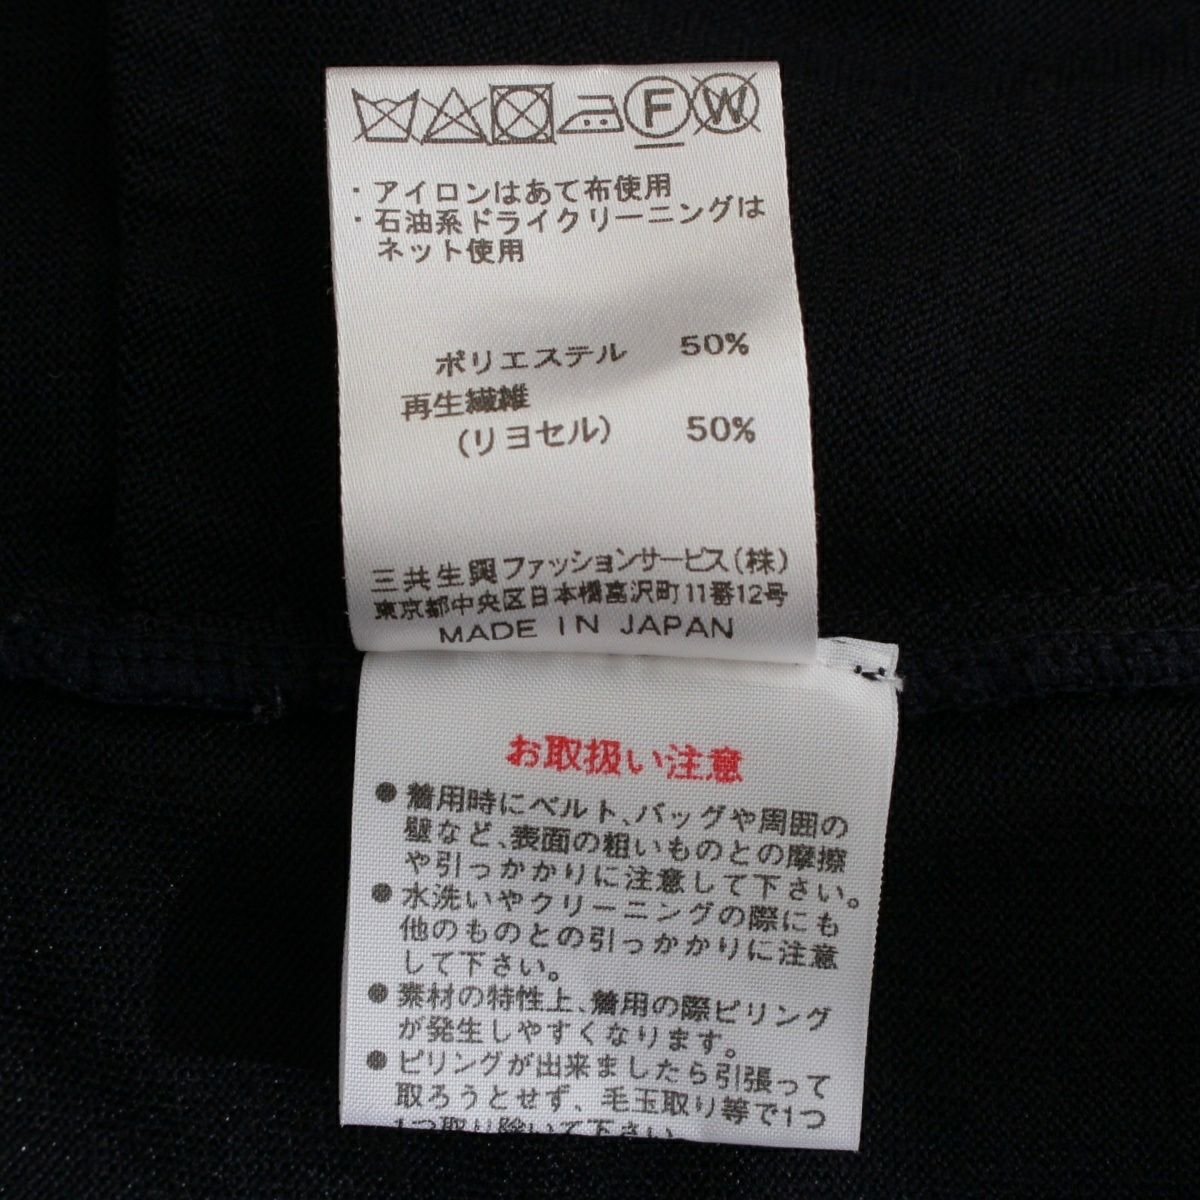 F W
・アイロンはあて布使用
・石油系ドライクリーニングは
ネット使用
ポリエステル 50%
再生繊維
(リヨセル) 50%
三共生興ファッションサービス(株)
東京都中央区日本橋富沢町11番12号
MADE IN JAPAN
お取扱い注意
●着用時にベルト、バッグや周囲の
壁など、表面の粗いものとの摩擦
や引っかかりに注意して下さい。
●水洗いやクリーニングの際にも
他のものとの引っかかりに注意
して下さい。
●素材の特性上、着用の際ピリング
が発生しやすくなります。
●ピリングが出来ましたら引張って
取ろうとせず、毛玉取り等で1つ
1つ取り除いて下さい。